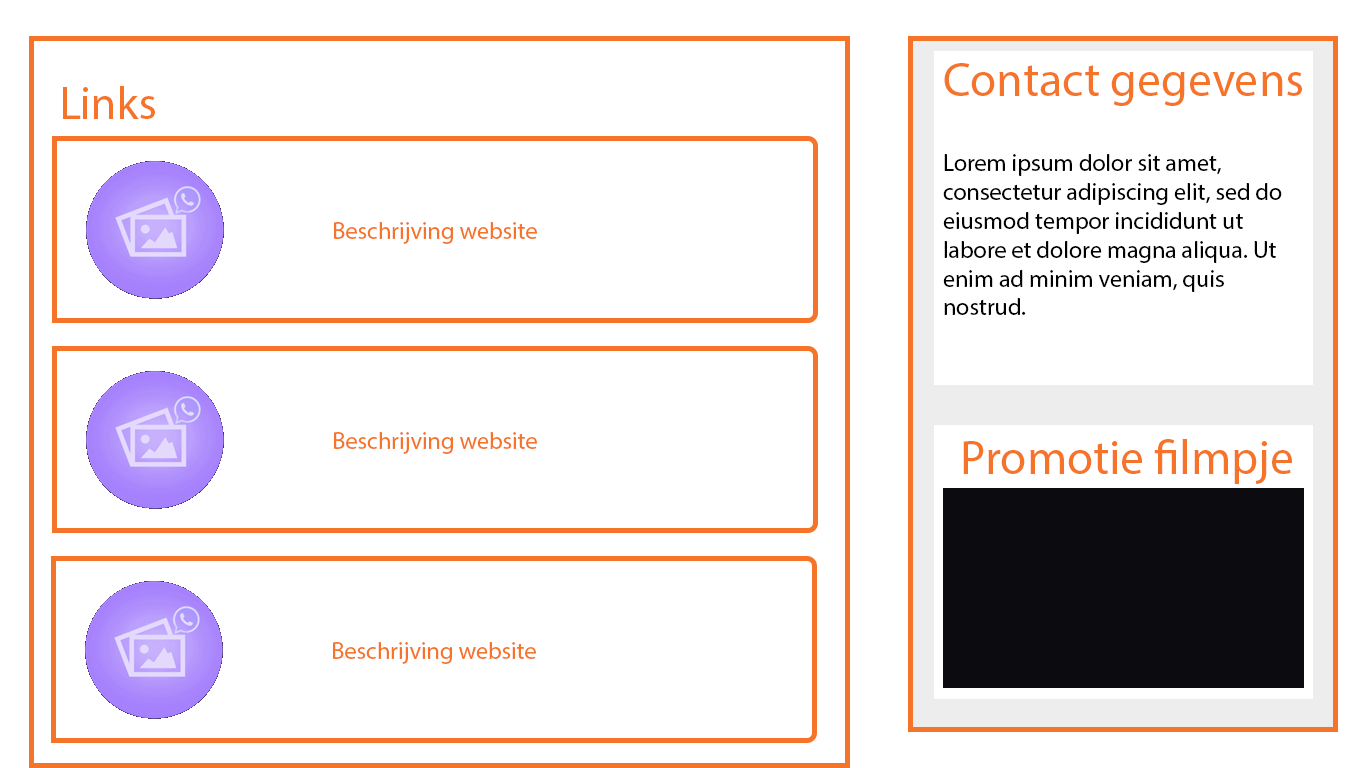 Links
Beschrijving website
Beschrijving website
Beschrijving website
Contact gegevens
Lorem ipsum dolor sit amet,
consectetur adipiscing elit, sed do
eiusmod tempor incididunt ut
labore et dolore magna aliqua. Ut
enim ad minim veniam, quis
nostrud.
Promotie filmpje